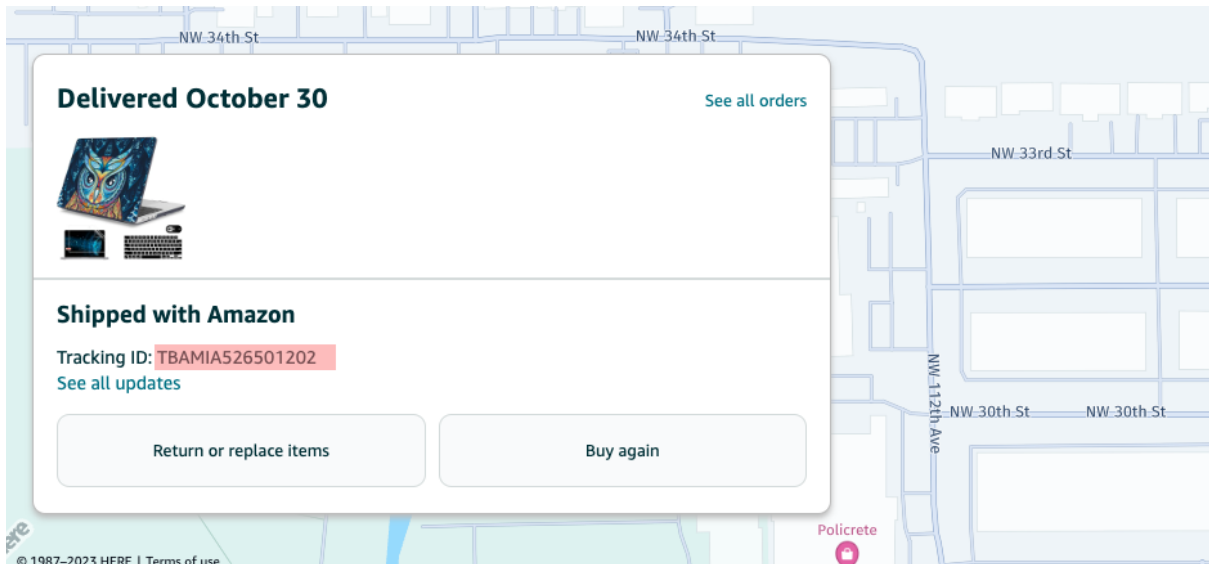 NW 34th St
NW 34th St
Delivered October 30
See all orders
NW 33rd St
Shipped with Amazon
Tracking ID: TBAMIA526501202
See all updates
NW 112th Ave
NW 30th St
NW 30th St
Return or replace items
Buy again
Policrete
here
© 1987–2023 HERE | Terms of use